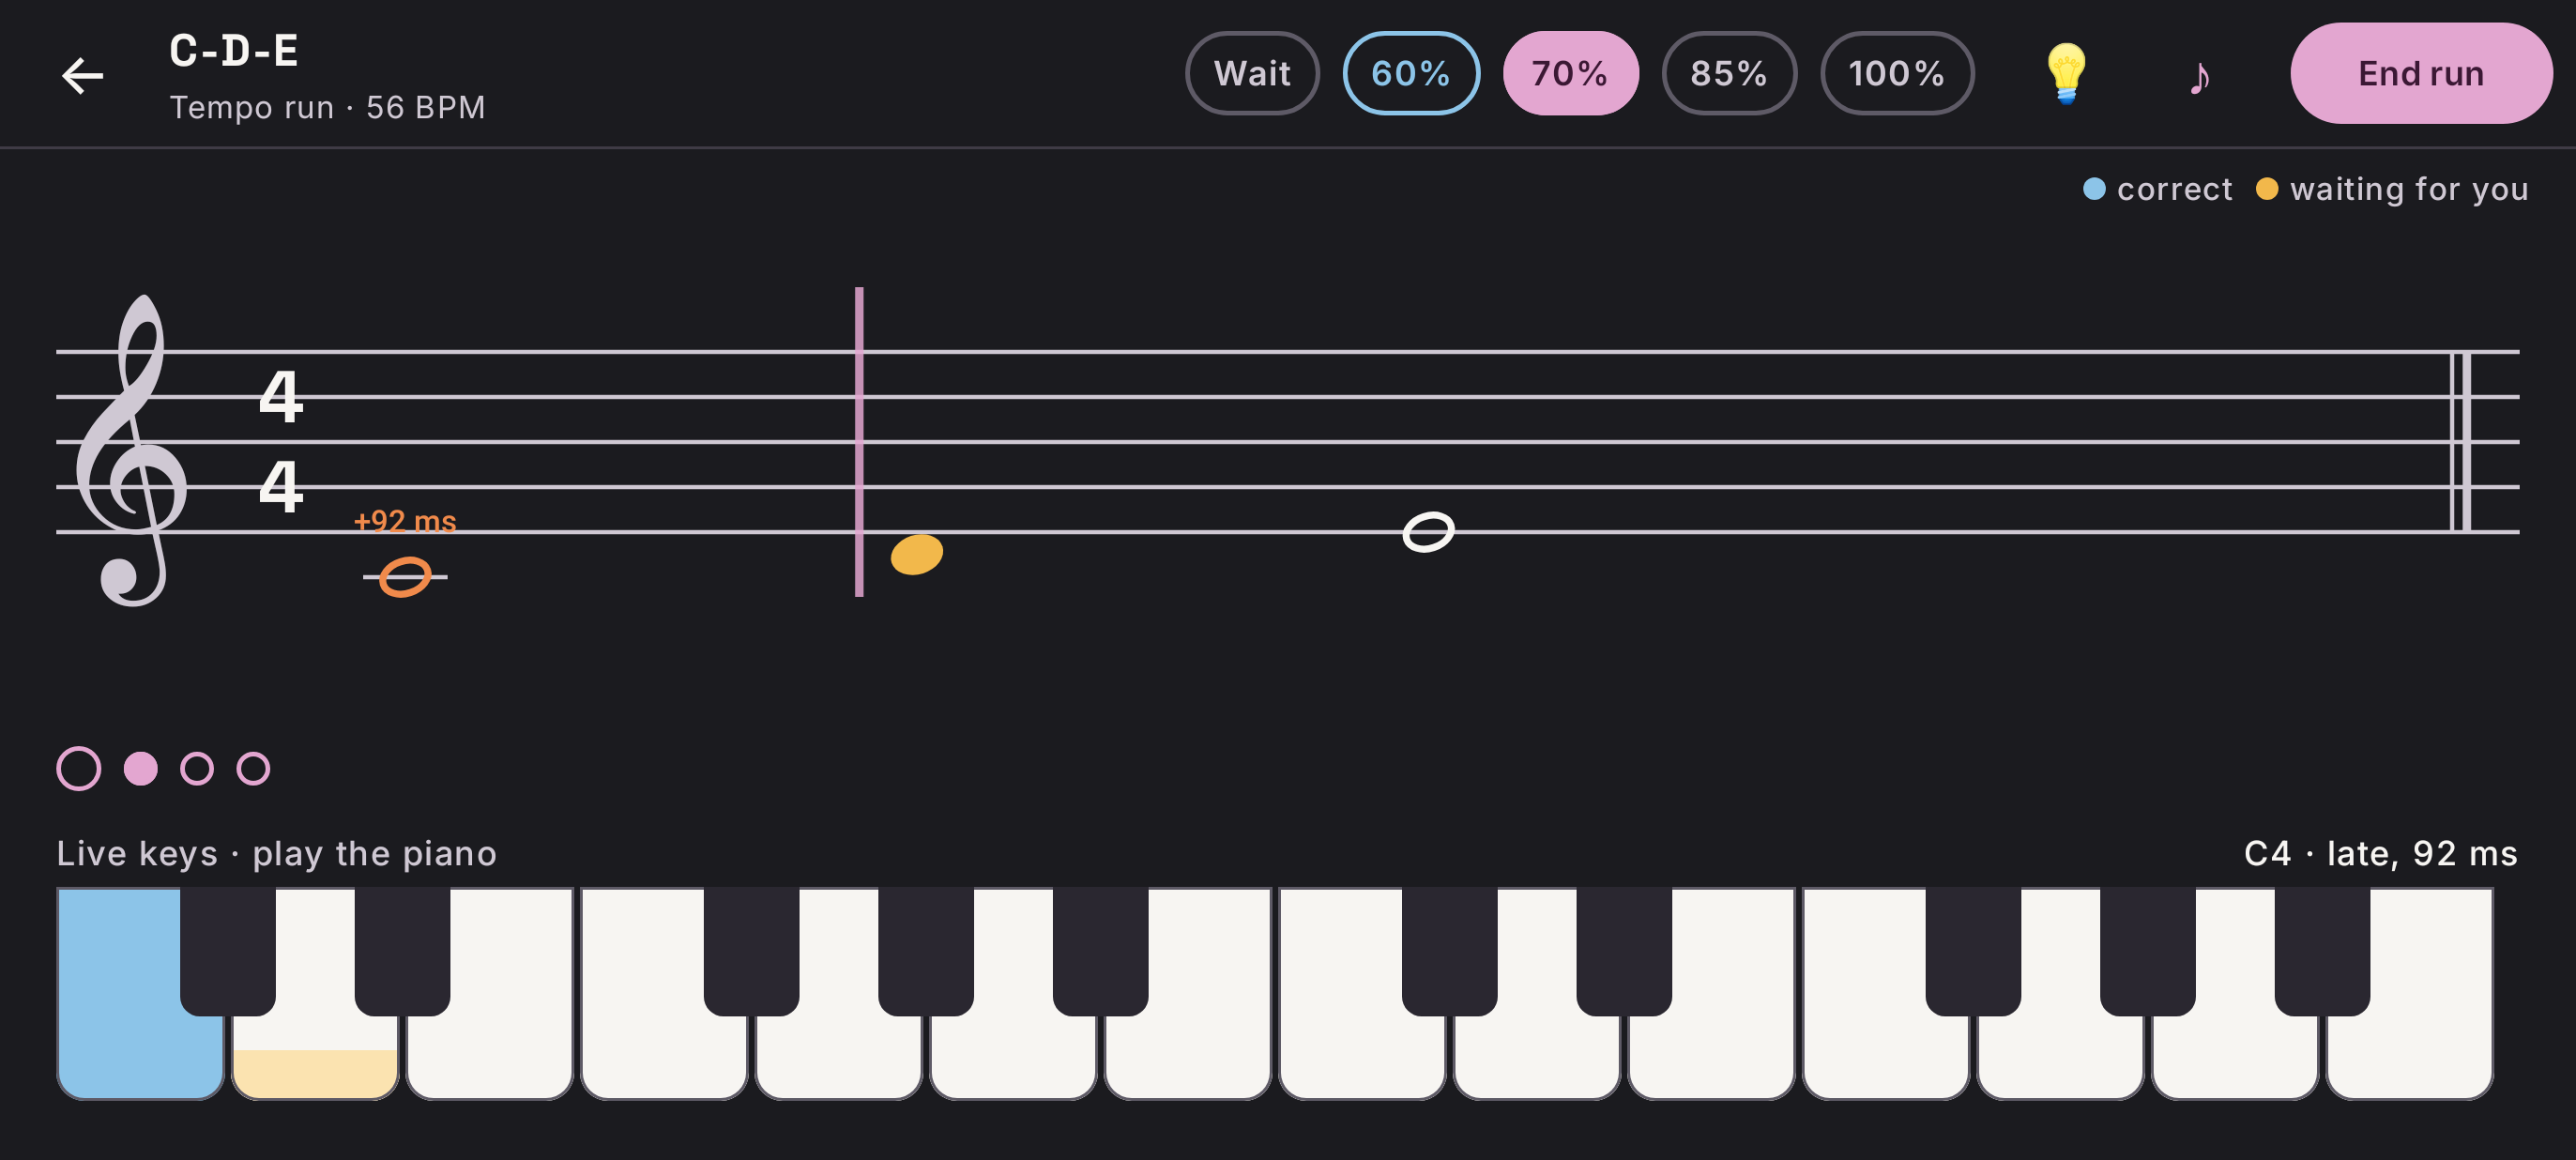 C-D-E
Tempo run · 56 BPM
Wait
60%
70%
85%
100%
End run
correct
waiting for you
4
4
+92 ms
Live keys · play the piano
C4 · late, 92 ms